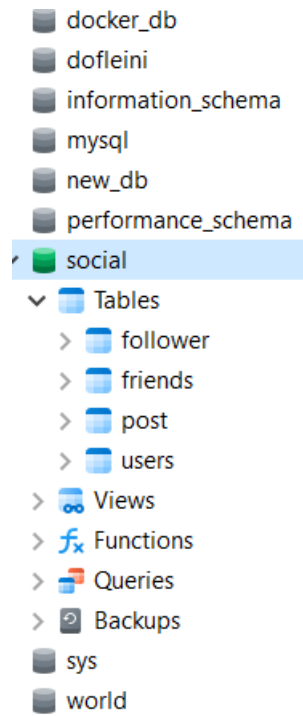 docker_db
dofleini
information_schema
mysql
new_db
performance_schema
social
Tables
follower
friends
post
users
Views
Functions
Queries
Backups
sys
world